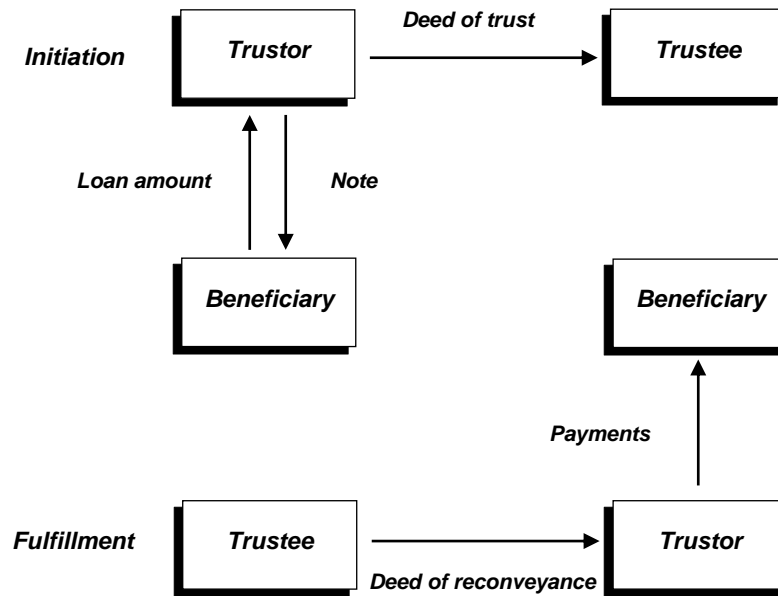 Deed of trust
Initiation
Trustor
Trustee
Loan amount
Note
Beneficiary
Beneficiary
Payments
Fulfillment
Trustee
Trustor
Deed of reconveyance